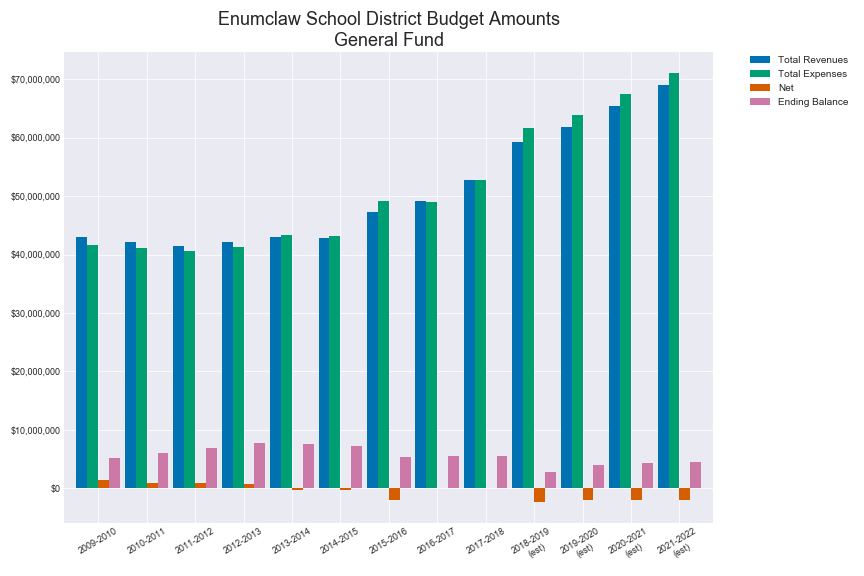 Enumclaw School District Budget Amounts
General Fund
Total Revenues
Total Expenses
Net
Ending Balance
$70,000,000
$60,000,000
$50,000,000
$40,000,000
$30,000,000
$20,000,000
$10,000,000
$0
2009-2010
2010-2011
2011-2012
2012-2013
2013-2014
2014-2015
2015-2016
2016-2017
2017-2018
2018-2019
(est)
2019-2020
(est)
2020-2021
(est)
2021-2022
(est)